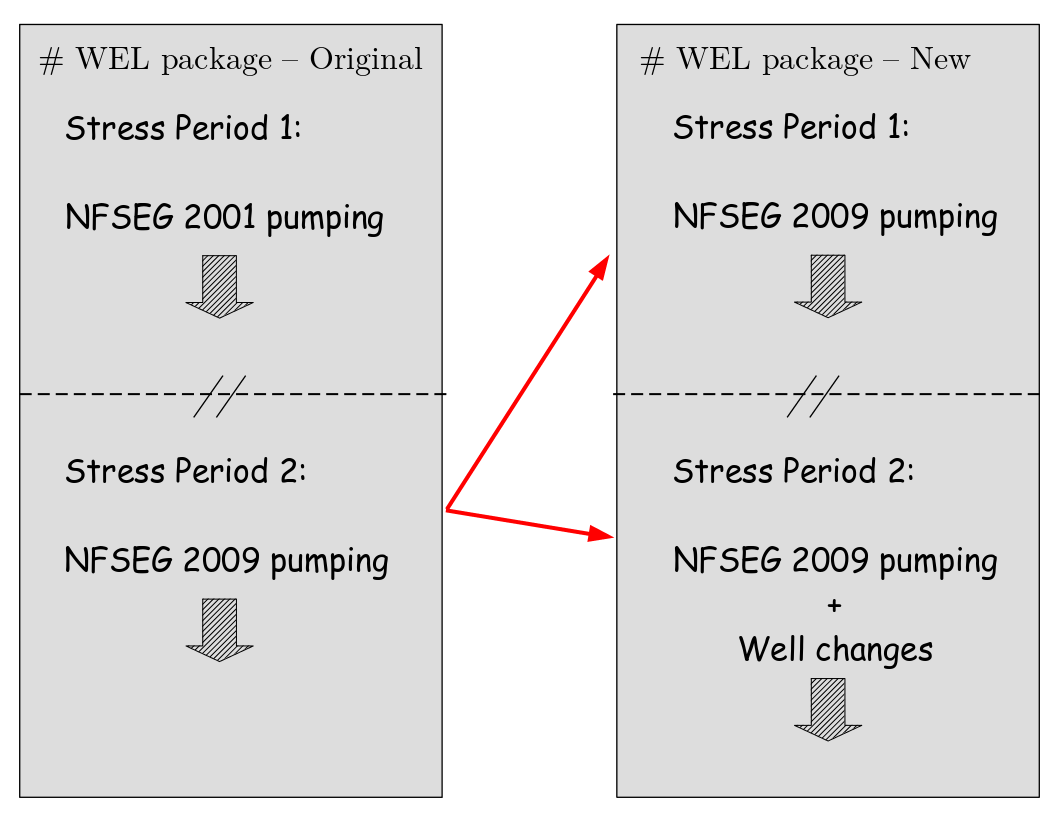 # WEL package – Original
Stress Period 1:
NFSEG 2001 pumping
Stress Period 2:
NFSEG 2009 pumping
# WEL package – New
Stress Period 1:
NFSEG 2009 pumping
Stress Period 2:
NFSEG 2009 pumping
+
Well changes